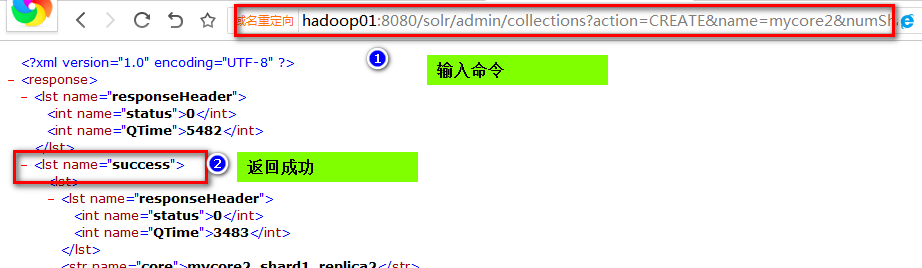 域名重定向 hadoop01:8080/solr/admin/collections?action=CREATE&name=mycore2&numSh
1
输入命令
<?xml version="1.0" encoding="UTF-8" ?>
− <response>
− <lst name="responseHeader">
<int name="status">0</int>
<int name="QTime">5482</int>
</lst>
− <lst name="success">
2
返回成功
<lst>
− <lst name="responseHeader">
<int name="status">0</int>
<int name="QTime">3483</int>
</lst>
<str name="core">mycore2_shard1_replica2</str>